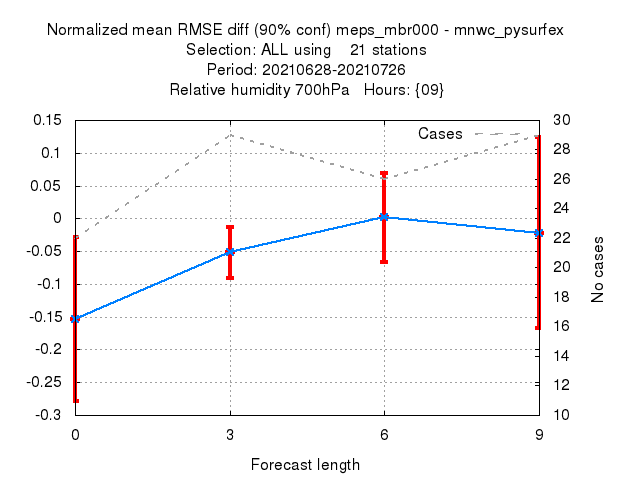 Normalized mean RMSE diff (90% conf) meps_mbr000 - mnwc_pysurfex
Selection: ALL using    21 stations
Period: 20210628-20210726
Relative humidity 700hPa   Hours: {09}
0.15
0.1
0.05
0
-0.05
-0.1
-0.15
-0.2
-0.25
-0.3
Cases
30
28
26
24
22
20
18
16
14
12
10
No cases
0 3 6 9
Forecast length